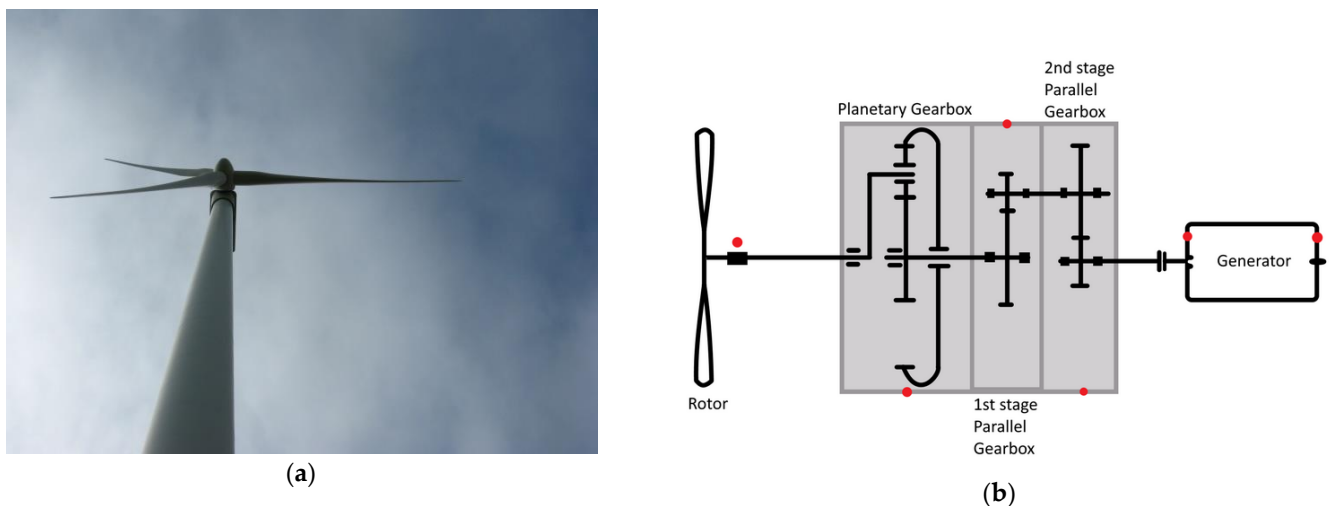 2nd stage
Parallel
Gearbox
Planetary Gearbox
Generator
Rotor
1st stage
Parallel
Gearbox
(a)
(b)